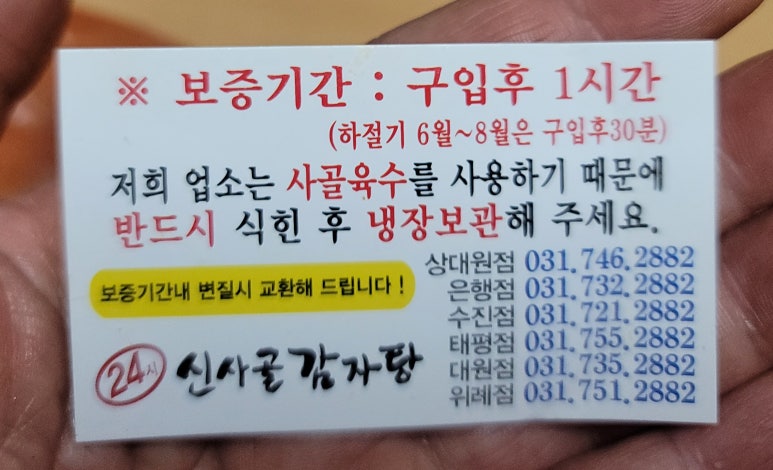 ※ 보증기간 : 구입후 1시간
(하절기 6월~8월은 구입후30분)
저희 업소는 사골육수를 사용하기 때문에
반드시 식힌 후 냉장보관해 주세요.
보증기간내 변질시 교환해 드립니다 !
24시 신사골감자탕
상대원점 031.746.2882
은행점 031.732.2882
수진점 031.721.2882
태평점 031.755.2882
대원점 031.735.2882
위례점 031.751.2882